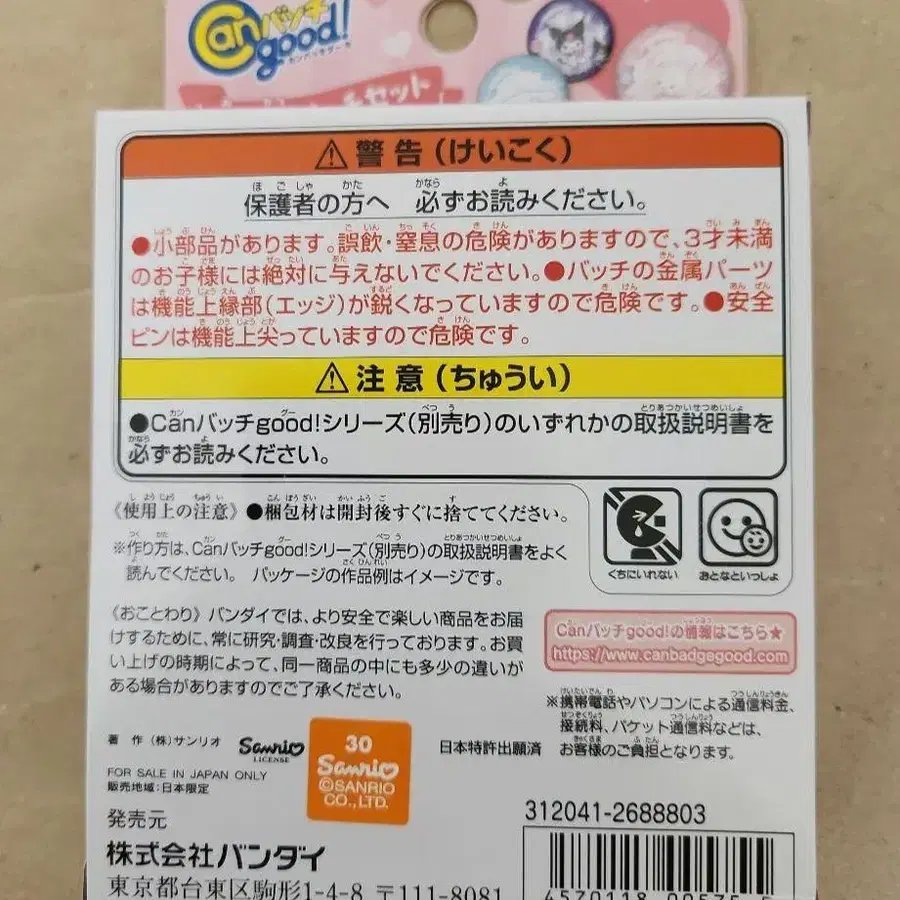 Canバッチgood!
カンバッチグー!
セット
⚠警告(けいこく)
保護者の方へ 必ずお読みください。
●小部品があります。誤飲・窒息の危険がありますので、3才未満
のお子様には絶対に与えないでください。●バッチの金属パーツ
は機能上縁部(エッジ)が鋭くなっていますので危険です。●安全
ピンは機能上尖っていますので危険です。
⚠注意(ちゅうい)
●Canバッチgood!シリーズ(別売り)のいずれかの取扱説明書を
必ずお読みください。
《使用上の注意》●梱包材は開封後すぐに捨ててください。
※作り方は、Canバッチgood!シリーズ(別売り)の取扱説明書をよく
読んでください。 パッケージの作品例はイメージです。
くちにいれない
おとなといっしょ
《おことわり》バンダイでは、より安全で楽しい商品をお届
けするために、常に研究・調査・改良を行っております。お買
い上げの時期によって、同一商品の中にも多少の違いが
ある場合がありますのでご了承ください。
Canバッチgood!の情報はこちら★
https://www.canbadgegood.com
※携帯電話やパソコンによる通信料金、
接続料、パケット通信料などは、
お客様のご負担となります。
著 作 (株)サンリオ
Sanrio
LICENSE
30
Sanrio
©SANRIO
CO., LTD.
日本特許出願済
FOR SALE IN JAPAN ONLY
販売地域:日本限定
312041-2688803
発売元
株式会社バンダイ
東京都台東区駒形1-4-8 〒111-8081